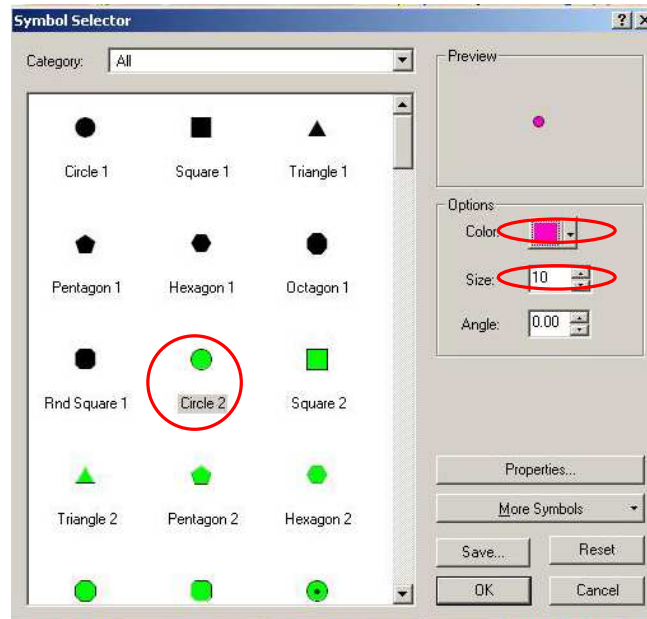 Symbol Selector
Category: All
Circle 1 Square 1 Triangle 1
Pentagon 1 Hexagon 1 Octagon 1
Rnd Square 1 Circle 2 Square 2
Triangle 2 Pentagon 2 Hexagon 2
Preview
Options
Color:
Size: 10
Angle: 0.00
Properties...
More Symbols
Save... Reset
OK Cancel